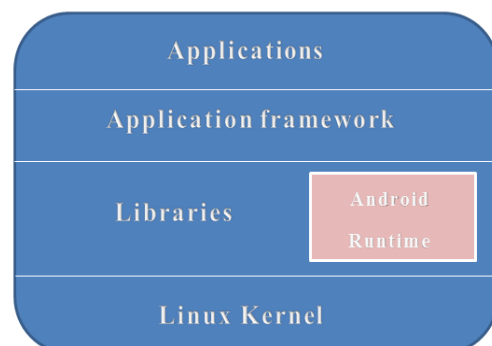 Applications
Application framework
Libraries
Android
Runtime
Linux Kernel